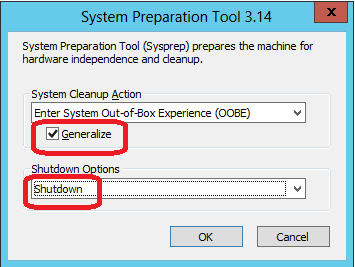 System Preparation Tool 3.14
System Preparation Tool (Sysprep) prepares the machine for
hardware independence and cleanup.
System Cleanup Action
Enter System Out-of-Box Experience (OOBE)
Generalize
Shutdown Options
Shutdown
OK
Cancel